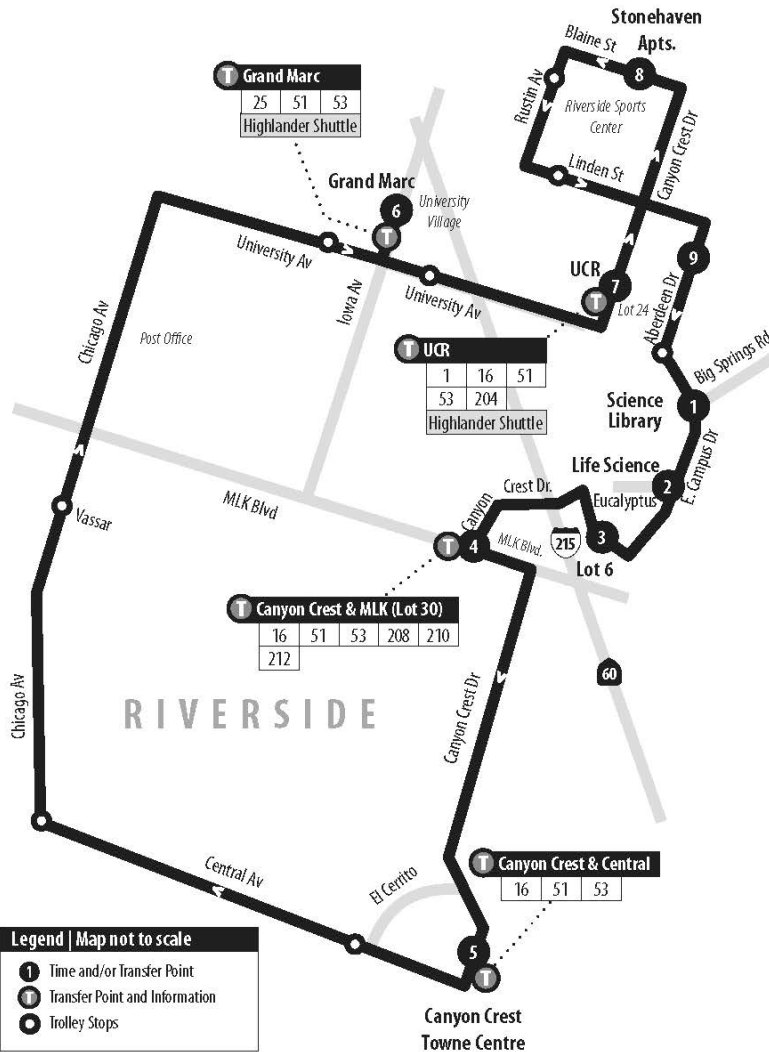 Stonehaven
Apts.
Blaine St
8
Rustin Av
Riverside Sports
Center
Canyon Crest Dr
Linden St
T Grand Marc
25 51 53
Highlander Shuttle
Grand Marc
6
University
Village
T
University Av
Iowa Av
University Av
UCR
7
T
Lot 24
9
Aberdeen Dr
Big Springs Rd
Chicago Av
Post Office
T UCR
1 16 51
53 204
Highlander Shuttle
Science
Library
1
Life Science
2
E. Campus Dr
Eucalyptus
Crest Dr.
Canyon
MLK Blvd
Vassar
T
4
MLK Blvd.
215
3
Lot 6
T Canyon Crest & MLK (Lot 30)
16 51 53 208 210
212
60
RIVERSIDE
Chicago Av
Canyon Crest Dr
Central Av
El Cerrito
T Canyon Crest & Central
16 51 53
5
T
Canyon Crest
Towne Centre
Legend | Map not to scale
1 Time and/or Transfer Point
T Transfer Point and Information
Trolley Stops